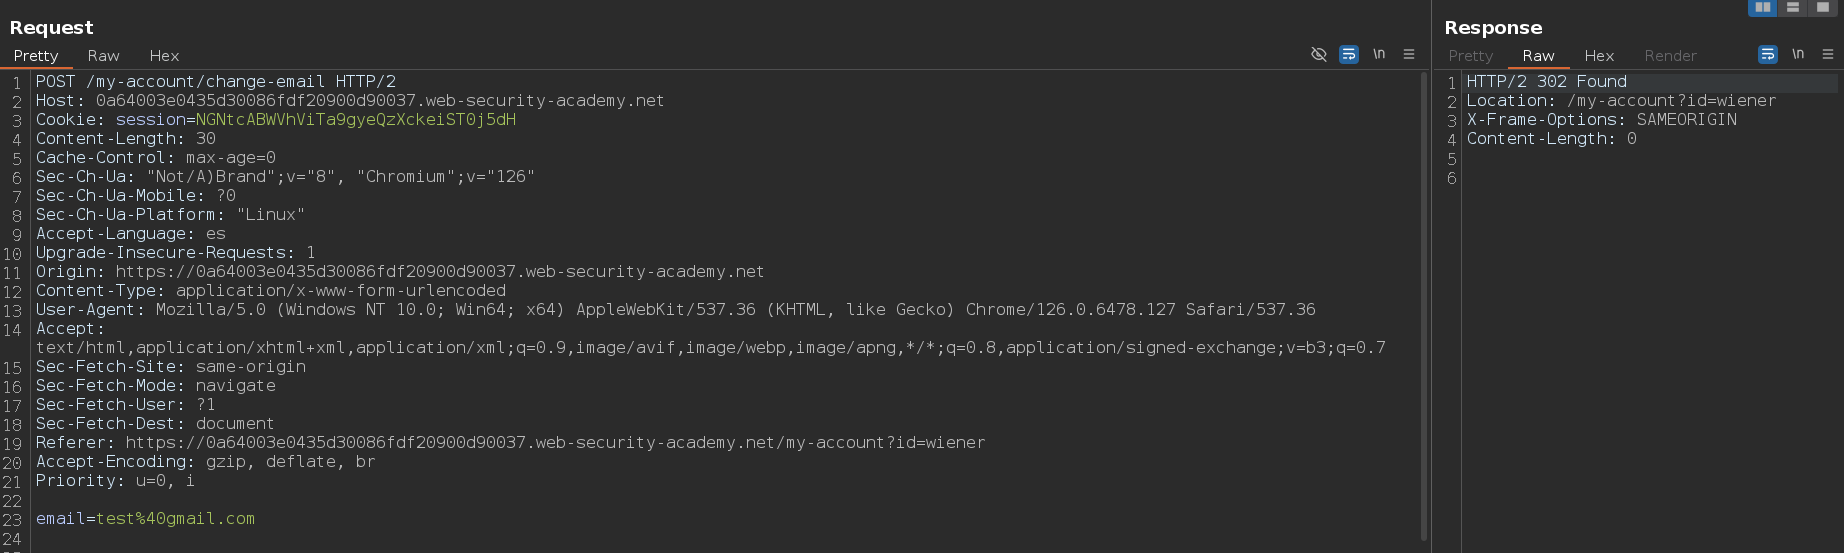 Request
Pretty Raw Hex
\n
1 POST /my-account/change-email HTTP/2
2 Host: 0a64003e0435d30086fdf20900d90037.web-security-academy.net
3 Cookie: session=NGNtcABWVhViTa9gyeQzXckeiST0j5dH
4 Content-Length: 30
5 Cache-Control: max-age=0
6 Sec-Ch-Ua: "Not/A)Brand";v="8", "Chromium";v="126"
7 Sec-Ch-Ua-Mobile: ?0
8 Sec-Ch-Ua-Platform: "Linux"
9 Accept-Language: es
10 Upgrade-Insecure-Requests: 1
11 Origin: https://0a64003e0435d30086fdf20900d90037.web-security-academy.net
12 Content-Type: application/x-www-form-urlencoded
13 User-Agent: Mozilla/5.0 (Windows NT 10.0; Win64; x64) AppleWebKit/537.36 (KHTML, like Gecko) Chrome/126.0.6478.127 Safari/537.36
14 Accept:
text/html,application/xhtml+xml,application/xml;q=0.9,image/avif,image/webp,image/apng,*/*;q=0.8,application/signed-exchange;v=b3;q=0.7
15 Sec-Fetch-Site: same-origin
16 Sec-Fetch-Mode: navigate
17 Sec-Fetch-User: ?1
18 Sec-Fetch-Dest: document
19 Referer: https://0a64003e0435d30086fdf20900d90037.web-security-academy.net/my-account?id=wiener
20 Accept-Encoding: gzip, deflate, br
21 Priority: u=0, i
22
23 email=test%40gmail.com
24
Response
Pretty Raw Hex Render
\n
1 HTTP/2 302 Found
2 Location: /my-account?id=wiener
3 X-Frame-Options: SAMEORIGIN
4 Content-Length: 0
5
6